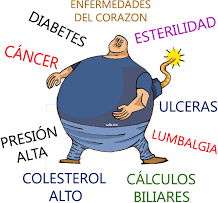 ENFERMEDADES
DEL CORAZON
DIABETES
ESTERILIDAD
CÁNCER
ULCERAS
PRESIÓN
ALTA
LUMBALGIA
COLESTEROL
ALTO
CÁLCULOS
BILIARES